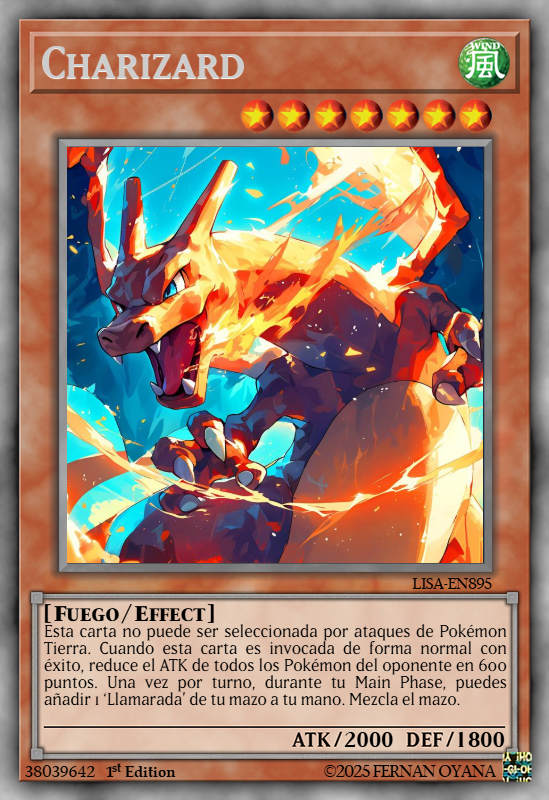 CHARIZARD
WIND
風
LISA-EN895
[FUEGO/EFFECT]
Esta carta no puede ser seleccionada por ataques de Pokémon
Tierra. Cuando esta carta es invocada de forma normal con
éxito, reduce el ATK de todos los Pokémon del oponente en 600
puntos. Una vez por turno, durante tu Main Phase, puedes
añadir 1 ‘Llamarada’ de tu mazo a tu mano. Mezcla el mazo.
ATK/2000 DEF/1800
38039642 1st Edition ©2025 FERNAN OYANA